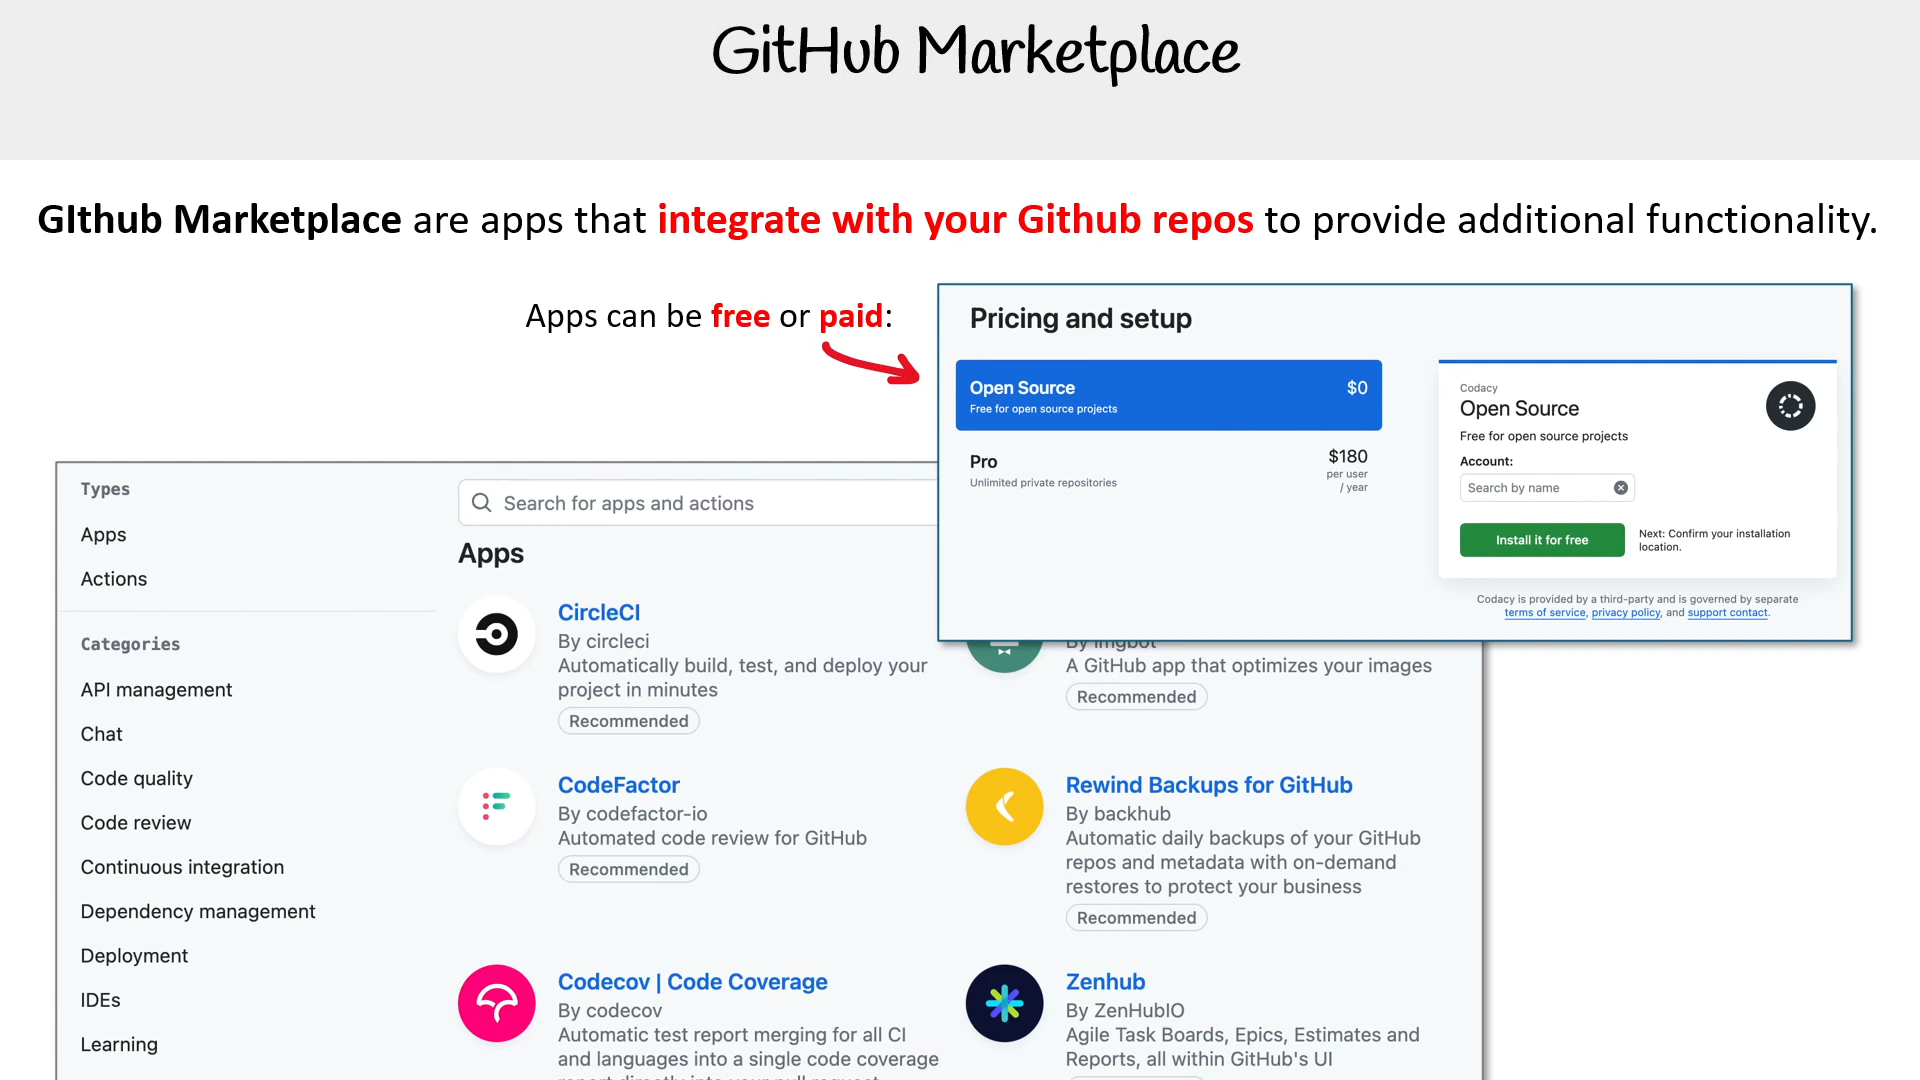 GitHub Marketplace
GIthub Marketplace are apps that integrate with your Github repos to provide additional functionality.
Apps can be free or paid:
Pricing and setup
Open Source
$0
Free for open source projects
Pro
$180
Unlimited private repositories
per user
/ year
Codacy
Open Source
Free for open source projects
Account:
Search by name
Install it for free
Next: Confirm your installation
location.
Codacy is provided by a third-party and is governed by separate
terms of service, privacy policy, and support contact.
Types
Apps
Actions
Categories
API management
Chat
Code quality
Code review
Continuous integration
Dependency management
Deployment
IDEs
Learning
Search for apps and actions
Apps
CircleCI
By circleci
Automatically build, test, and deploy your
project in minutes
Recommended
By imgbot
A GitHub app that optimizes your images
Recommended
CodeFactor
By codefactor-io
Automated code review for GitHub
Recommended
Rewind Backups for GitHub
By backhub
Automatic daily backups of your GitHub
repos and metadata with on-demand
restores to protect your business
Recommended
Codecov | Code Coverage
By codecov
Automatic test report merging for all CI
and languages into a single code coverage
report directly into your pull request
Zenhub
By ZenHubIO
Agile Task Boards, Epics, Estimates and
Reports, all within GitHub's UI